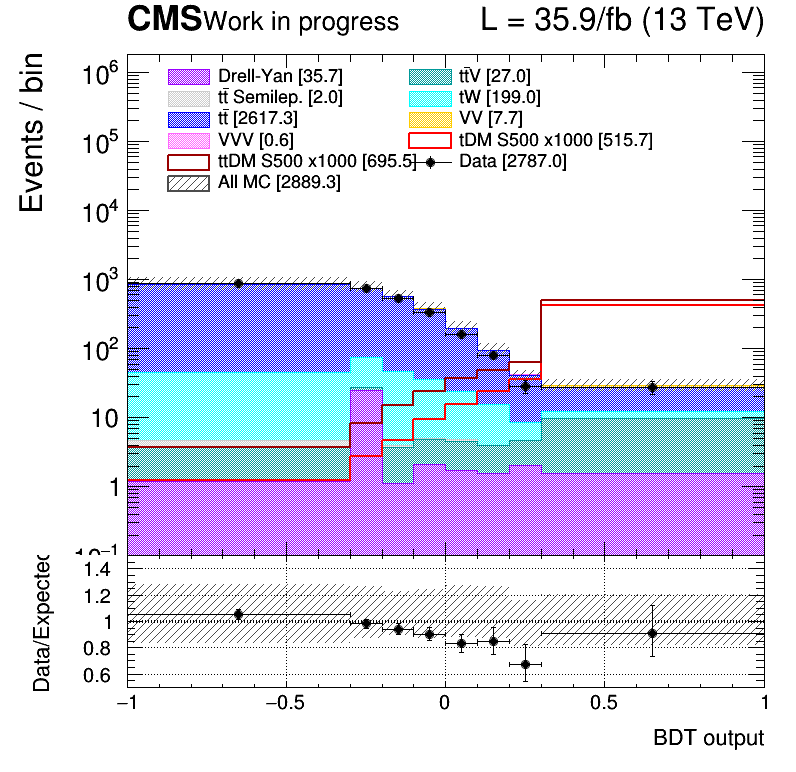 CMS Work in progress L = 35.9/fb (13 TeV)
Events / bin
Drell-Yan [35.7] tt̄V [27.0]
tt̄ Semilep. [2.0] tW [199.0]
tt̄ [2617.3] VV [7.7]
VVV [0.6] tDM S500 x1000 [515.7]
ttDM S500 x1000 [695.5] Data [2787.0]
All MC [2889.3]
10⁶
10⁵
10⁴
10³
10²
10
1
10⁻¹
Data/Expected
1.4
1.2
1
0.8
0.6
−1 −0.5 0 0.5 1
BDT output